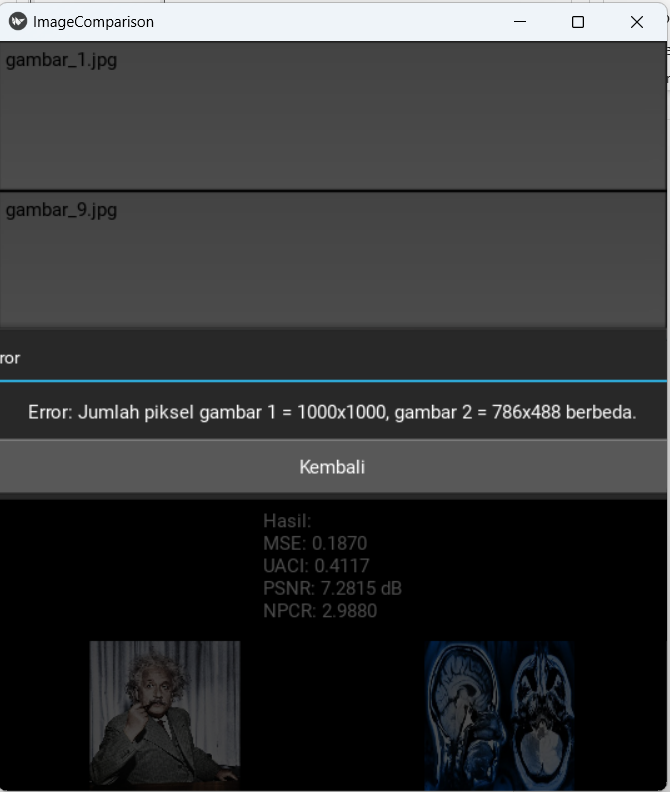 ImageComparison
gambar_1.jpg
gambar_9.jpg
ror
Error: Jumlah piksel gambar 1 = 1000x1000, gambar 2 = 786x488 berbeda.
Kembali
Hasil:
MSE: 0.1870
UACI: 0.4117
PSNR: 7.2815 dB
NPCR: 2.9880